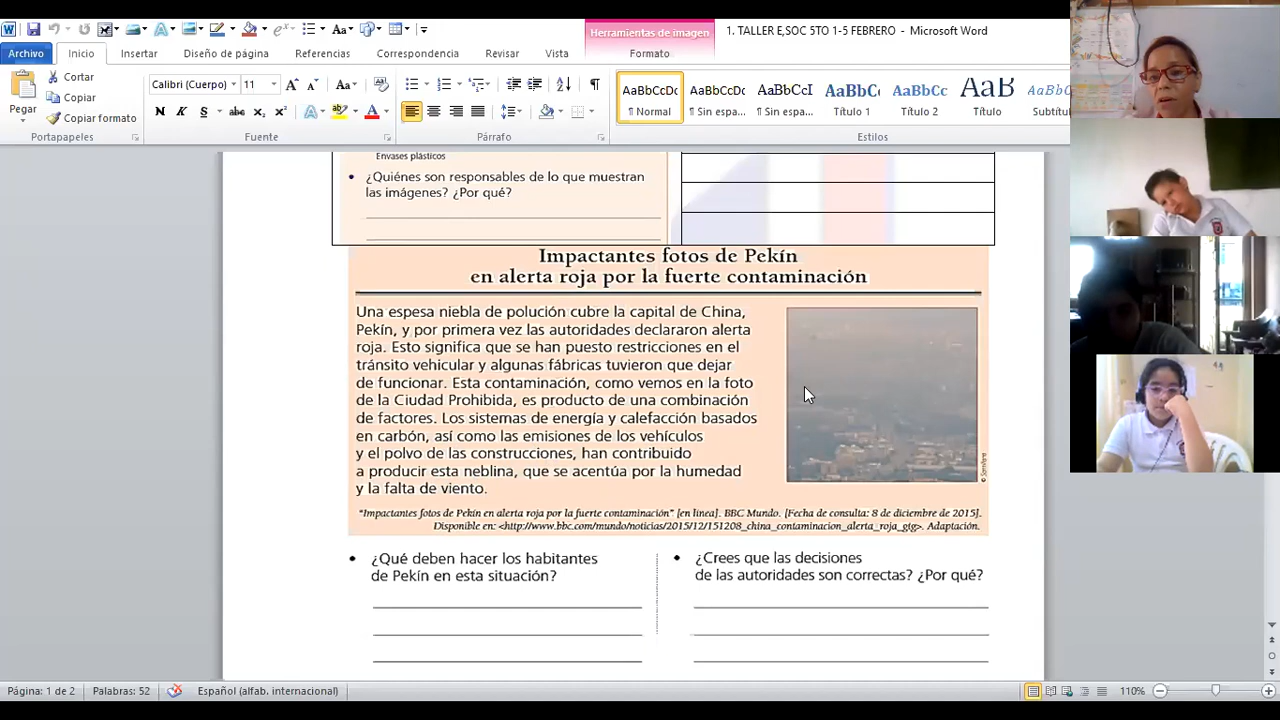 Herramientas de imagen
1. TALLER E,SOC 5TO 1-5 FEBRERO - Microsoft Word
Archivo Inicio Insertar Diseño de página Referencias Correspondencia Revisar Vista Formato
Pegar
Cortar
Copiar
Copiar formato
Portapapeles
Calibri (Cuerpo) 11
N K S abc x₂ x²
Fuente
Párrafo
AaBbCcDc AaBbCcDc AaBbCcI AaBbCc AaBbCc AaB AaBb
¶ Normal ¶ Sin espa... ¶ Sin espa... Título 1 Título 2 Título Subtítu
Estilos
Envases plásticos
• ¿Quiénes son responsables de lo que muestran
las imágenes? ¿Por qué?
Impactantes fotos de Pekín
en alerta roja por la fuerte contaminación
Una espesa niebla de polución cubre la capital de China,
Pekín, y por primera vez las autoridades declararon alerta
roja. Esto significa que se han puesto restricciones en el
tránsito vehicular y algunas fábricas tuvieron que dejar
de funcionar. Esta contaminación, como vemos en la foto
de la Ciudad Prohibida, es producto de una combinación
de factores. Los sistemas de energía y calefacción basados
en carbón, así como las emisiones de los vehículos
y el polvo de las construcciones, han contribuido
a producir esta neblina, que se acentúa por la humedad
y la falta de viento.
"Impactantes fotos de Pekín en alerta roja por la fuerte contaminación" [en línea]. BBC Mundo. [Fecha de consulta: 8 de diciembre de 2015].
Disponible en: <http://www.bbc.com/mundo/noticias/2015/12/151208_china_contaminacion_alerta_roja_gtg>. Adaptación.
• ¿Qué deben hacer los habitantes
de Pekín en esta situación?
• ¿Crees que las decisiones
de las autoridades son correctas? ¿Por qué?
Página: 1 de 2 Palabras: 52 Español (alfab. internacional) 110%